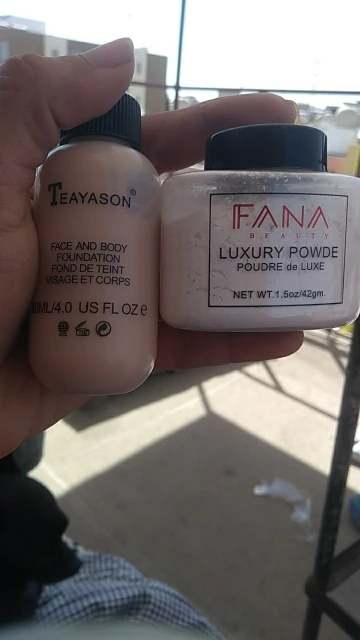 TEAYASON®
FACE AND BODY
FOUNDATION
FOND DE TEINT
VISAGE ET CORPS
ML/4.0 US FL OZ e
FANA
BEAUTY
LUXURY POWDE
POUDRE de LUXE
NET WT.1.5oz/42gm.